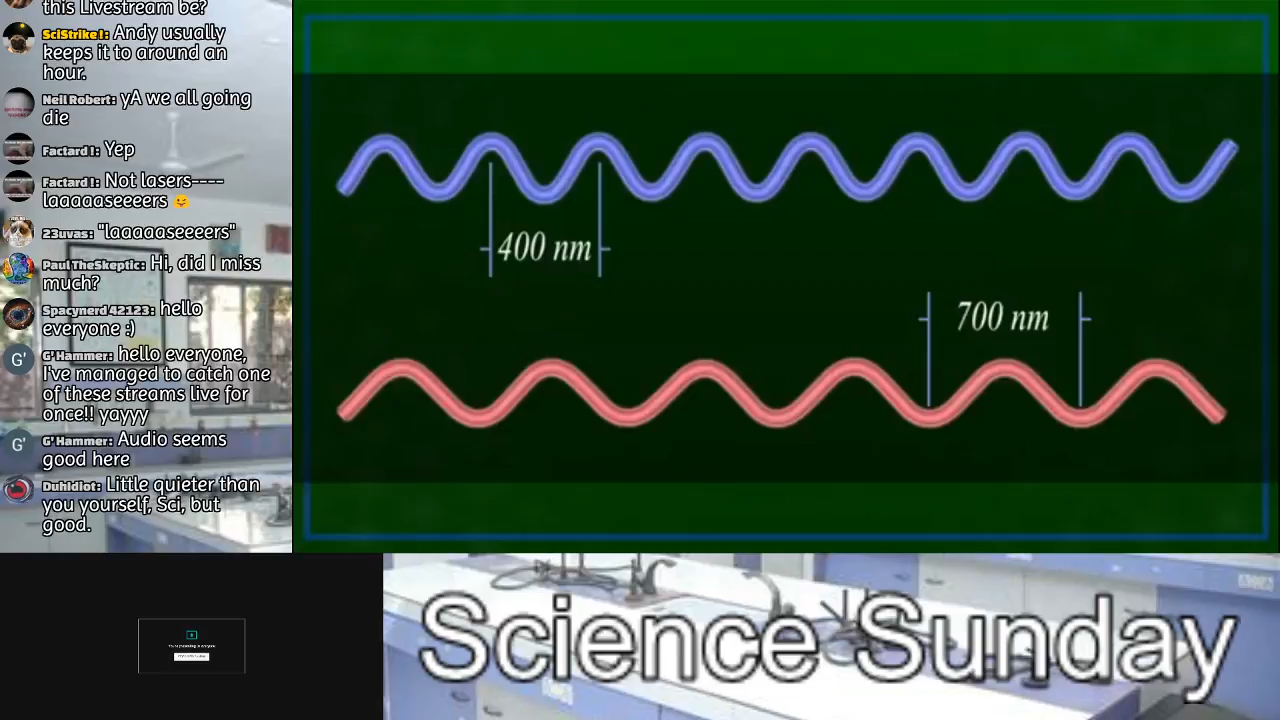 this Livestream be?
SciStrike!: Andy usually
keeps it to around an
hour.
Neil Robert: yA we all going
die
Factard!: Yep
Factard!: Not lasers----
laaaaaseeeers
23uvas: "laaaaaseeeers"
PaulTheSkeptic: Hi, did I miss
much?
Spacynerd42123: hello
everyone :)
G' G'Hammer: hello everyone,
I've managed to catch one
of these streams live for
once!! yayyy
G' G'Hammer: Audio seems
good here
DuhIdiot: Little quieter than
you yourself, Sci, but
good.
400 nm
700 nm
Science Sunday